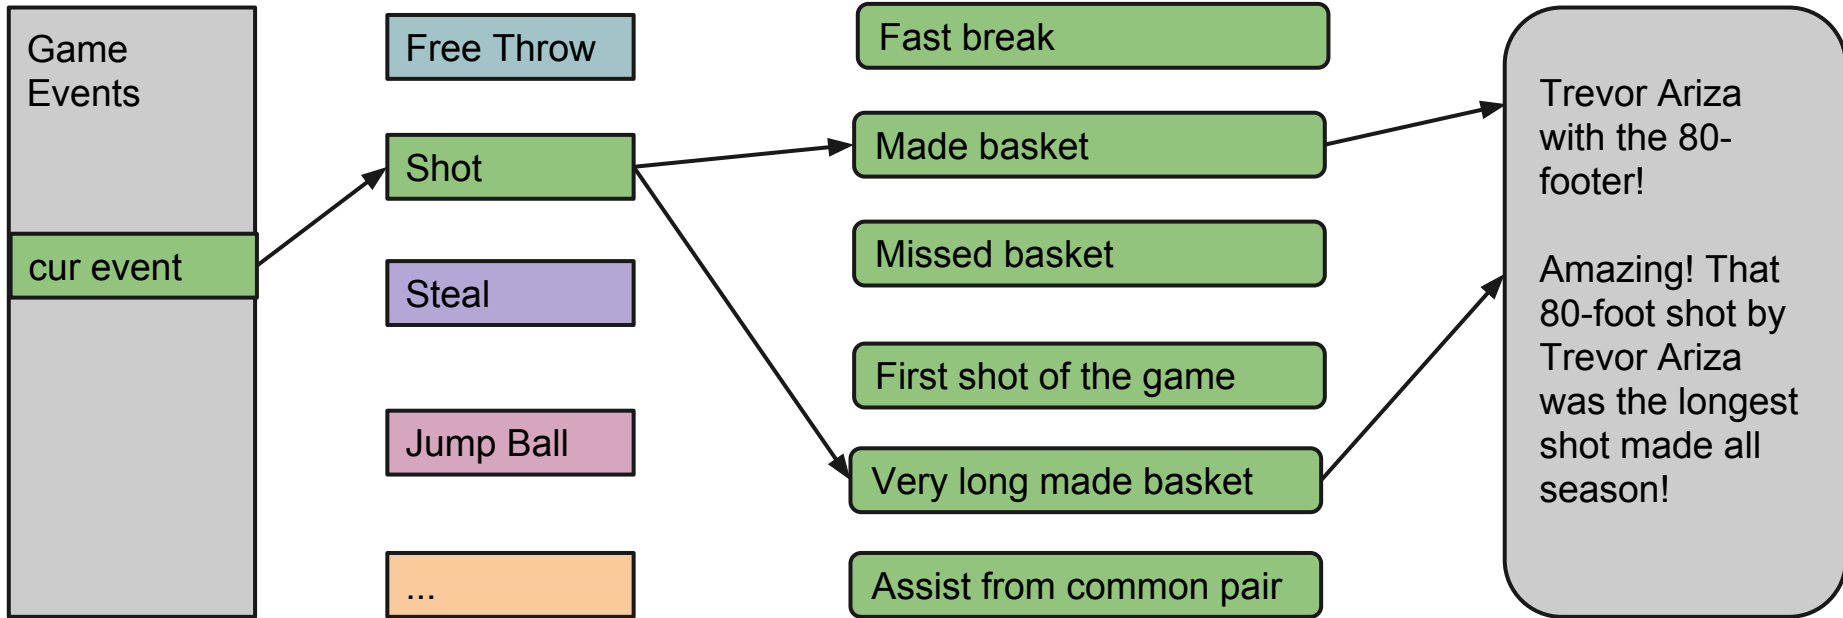 Game
Events
cur event
Free Throw
Shot
Steal
Jump Ball
...
Fast break
Made basket
Missed basket
First shot of the game
Very long made basket
Assist from common pair
Trevor Ariza
with the 80-
footer!
Amazing! That
80-foot shot by
Trevor Ariza
was the longest
shot made all
season!